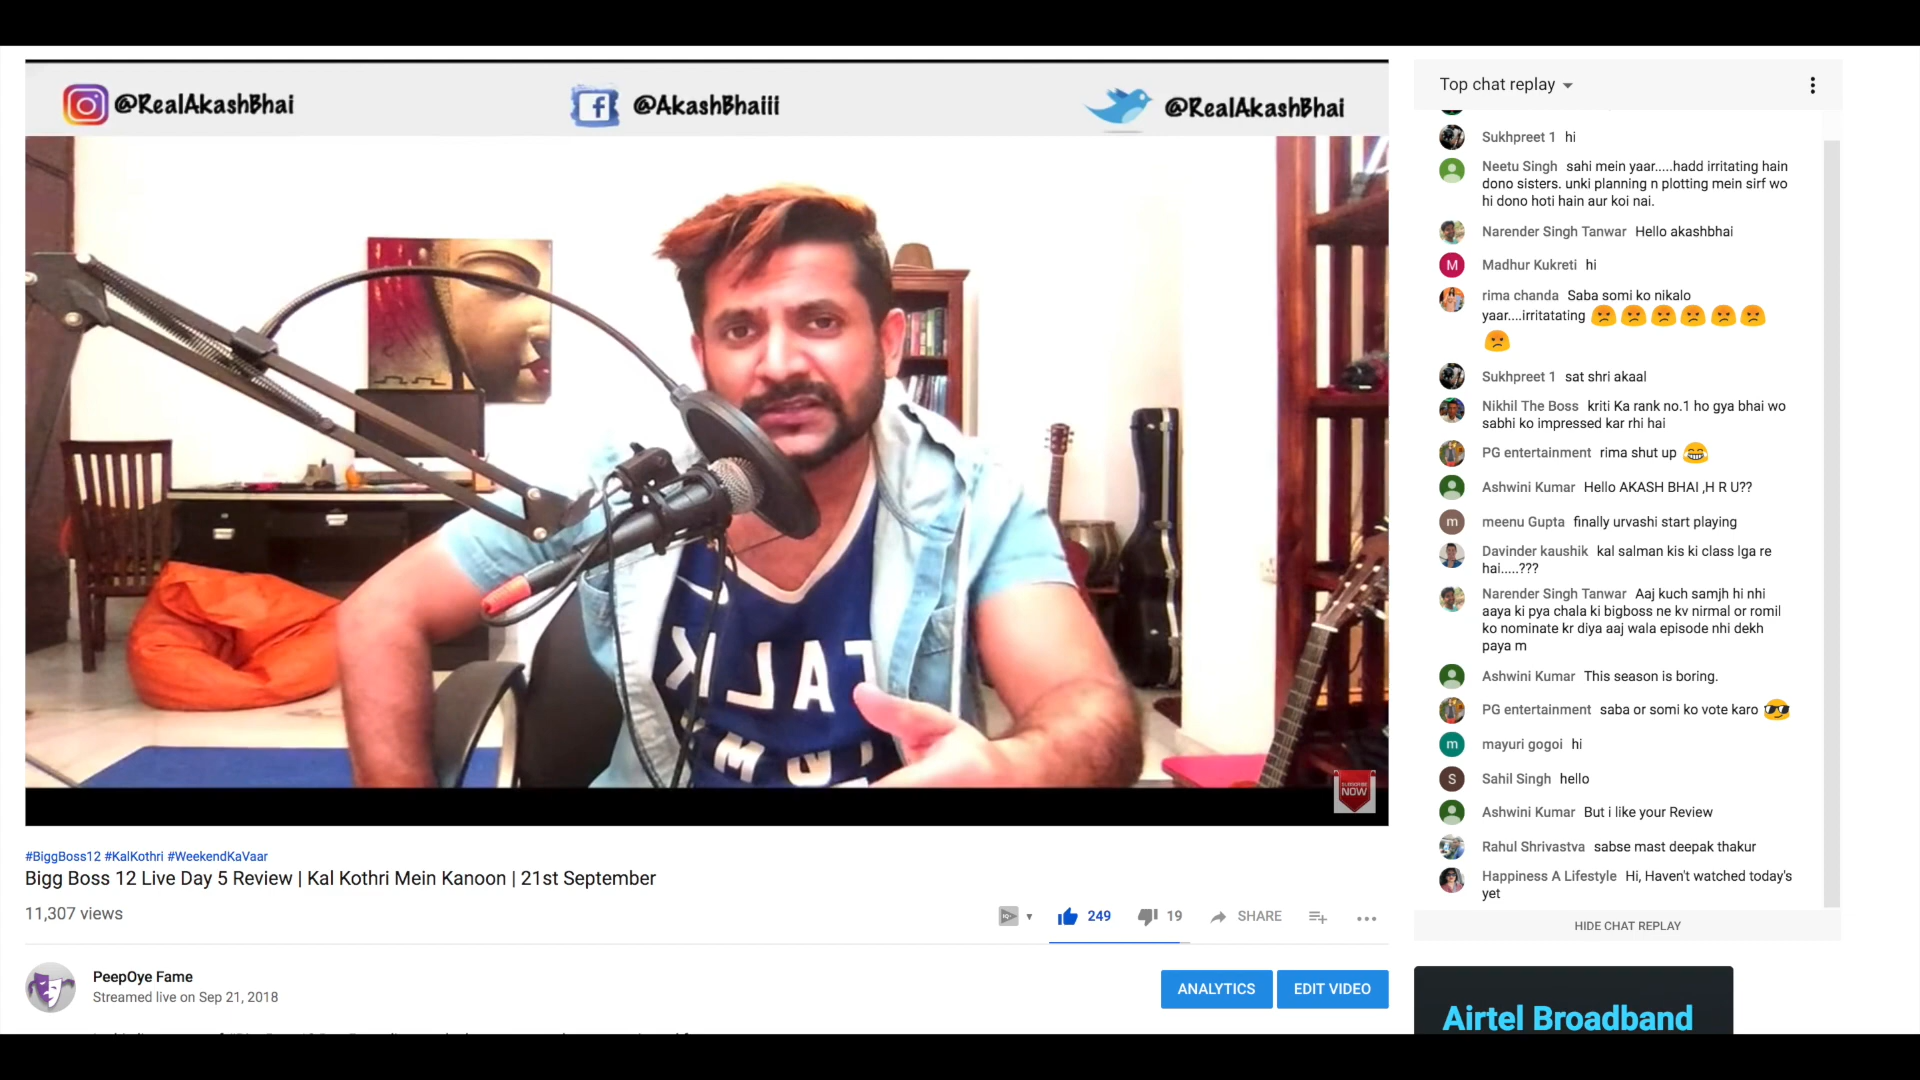 @RealAkashBhai
@AkashBhaiii
@RealAkashBhai
SUBSCRIBE
NOW
#BiggBoss12 #KalKothri #WeekendKaVaar
Bigg Boss 12 Live Day 5 Review | Kal Kothri Mein Kanoon | 21st September
11,307 views
249
19
SHARE
PeepOye Fame
Streamed live on Sep 21, 2018
ANALYTICS
EDIT VIDEO
Top chat replay
Sukhpreet 1 hi
Neetu Singh sahi mein yaar.....hadd irritating hain
dono sisters. unki planning n plotting mein sirf wo
hi dono hoti hain aur koi nai.
Narender Singh Tanwar Hello akashbhai
M
Madhur Kukreti hi
rima chanda Saba somi ko nikalo
yaar....irritatating 😠 😠 😠 😠 😠 😠
😠
Sukhpreet 1 sat shri akaal
Nikhil The Boss kriti Ka rank no.1 ho gya bhai wo
sabhi ko impressed kar rhi hai
PG entertainment rima shut up 😂
Ashwini Kumar Hello AKASH BHAI ,H R U??
m
meenu Gupta finally urvashi start playing
Davinder kaushik kal salman kis ki class lga re
hai.....???
Narender Singh Tanwar Aaj kuch samjh hi nhi
aaya ki pya chala ki bigboss ne kv nirmal or romil
ko nominate kr diya aaj wala episode nhi dekh
paya m
Ashwini Kumar This season is boring.
PG entertainment saba or somi ko vote karo 😎
m
mayuri gogoi hi
S
Sahil Singh hello
Ashwini Kumar But i like your Review
Rahul Shrivastva sabse mast deepak thakur
Happiness A Lifestyle Hi, Haven't watched today's
yet
HIDE CHAT REPLAY
Airtel Broadband